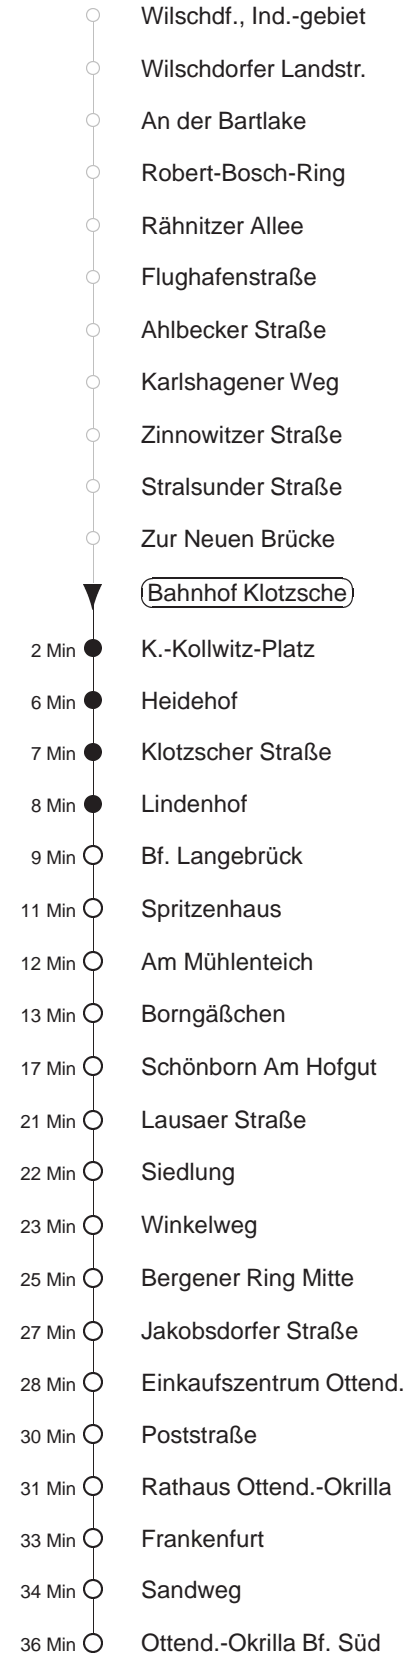 Wilschdf., Ind.-gebiet
Wilschdorfer Landstr.
An der Bartlake
Robert-Bosch-Ring
Rähnitzer Allee
Flughafenstraße
Ahlbecker Straße
Karlshagener Weg
Zinnowitzer Straße
Stralsunder Straße
Zur Neuen Brücke
Bahnhof Klotzsche
2 Min K.-Kollwitz-Platz
6 Min Heidehof
7 Min Klotzscher Straße
8 Min Lindenhof
9 Min Bf. Langebrück
11 Min Spritzenhaus
12 Min Am Mühlenteich
13 Min Borngäßchen
17 Min Schönborn Am Hofgut
21 Min Lausaer Straße
22 Min Siedlung
23 Min Winkelweg
25 Min Bergener Ring Mitte
27 Min Jakobsdorfer Straße
28 Min Einkaufszentrum Ottend.
30 Min Poststraße
31 Min Rathaus Ottend.-Okrilla
33 Min Frankenfurt
34 Min Sandweg
36 Min Ottend.-Okrilla Bf. Süd